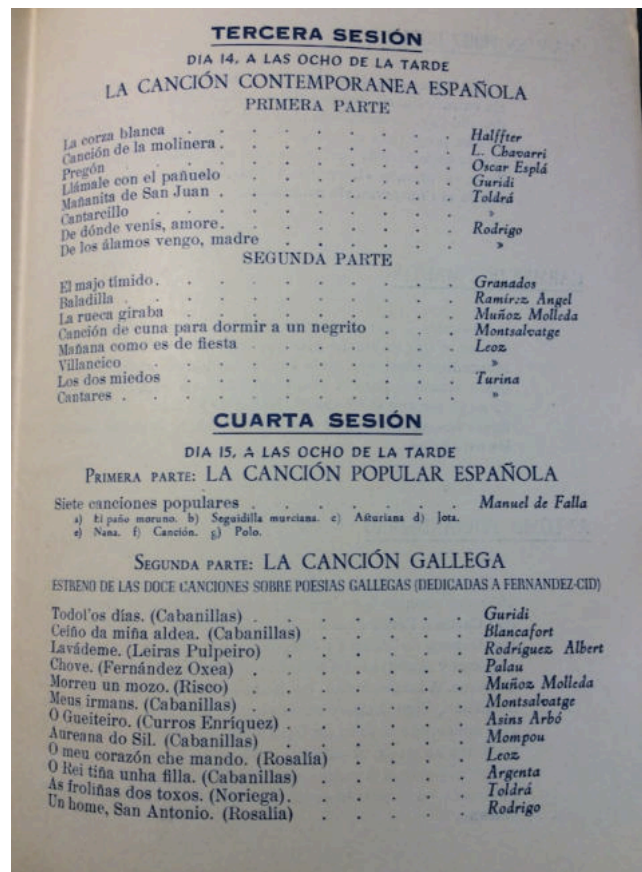 TERCERA SESIÓN
DIA 14, A LAS OCHO DE LA TARDE
LA CANCIÓN CONTEMPORANEA ESPAÑOLA
PRIMERA PARTE
La corza blanca . . . . . . . . Halffter
Canción de la molinera . . . . . . . L. Chavarri
Pregón . . . . . . . . . Oscar Esplá
Llámale con el pañuelo . . . . . . . Guridi
Mañanita de San Juan . . . . . . . Toldrá
Cantarcillo . . . . . . . . »
De dónde venís, amore . . . . . . . Rodrigo
De los álamos vengo, madre . . . . . . »
SEGUNDA PARTE
El majo tímido . . . . . . . . Granados
Baladilla . . . . . . . . . Ramírez Angel
La rueca giraba . . . . . . . . Muñoz Molleda
Canción de cuna para dormir a un negrito . . . . Montsalvatge
Mañana como es de fiesta . . . . . . . Leoz
Villancico . . . . . . . . . »
Los dos miedos . . . . . . . . Turina
Cantares . . . . . . . . . »
CUARTA SESIÓN
DIA 15, A LAS OCHO DE LA TARDE
PRIMERA PARTE: LA CANCIÓN POPULAR ESPAÑOLA
Siete canciones populares . . . . . . . Manuel de Falla
a) El paño moruno. b) Seguidilla murciana. c) Asturiana d) Jota.
e) Nana. f) Canción. g) Polo.
SEGUNDA PARTE: LA CANCIÓN GALLEGA
ESTRENO DE LAS DOCE CANCIONES SOBRE POESIAS GALLEGAS (DEDICADAS A FERNANDEZ-CID)
Todol'os días. (Cabanillas) . . . . . . Guridi
Ceiño da miña aldea. (Cabanillas) . . . . . Blancafort
Lavádeme. (Leiras Pulpeiro) . . . . . . Rodríguez Albert
Chove. (Fernández Oxea) . . . . . . . Palau
Morreu un mozo. (Risco) . . . . . . . Muñoz Molleda
Meus irmans. (Cabanillas) . . . . . . . Montsalvatge
O Gueiteiro. (Curros Enríquez) . . . . . . Asins Arbó
Aureana do Sil. (Cabanillas) . . . . . . Mompou
O meu corazón che mando. (Rosalía) . . . . . Leoz
O Rei tiña unha filla. (Cabanillas) . . . . . Argenta
As froliñas dos toxos. (Noriega) . . . . . . Toldrá
Un home, San Antonio. (Rosalía) . . . . . Rodrigo